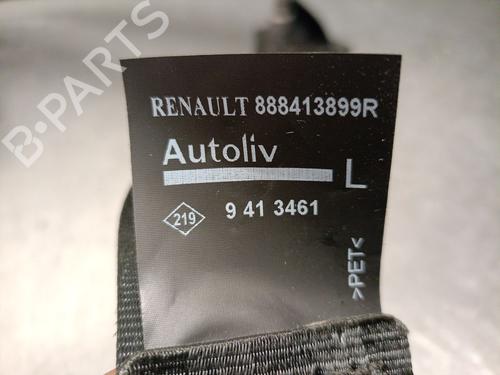 B-PARTS
RENAULT 888413899R
Autoliv
L
219
9 41 3461
>PET<